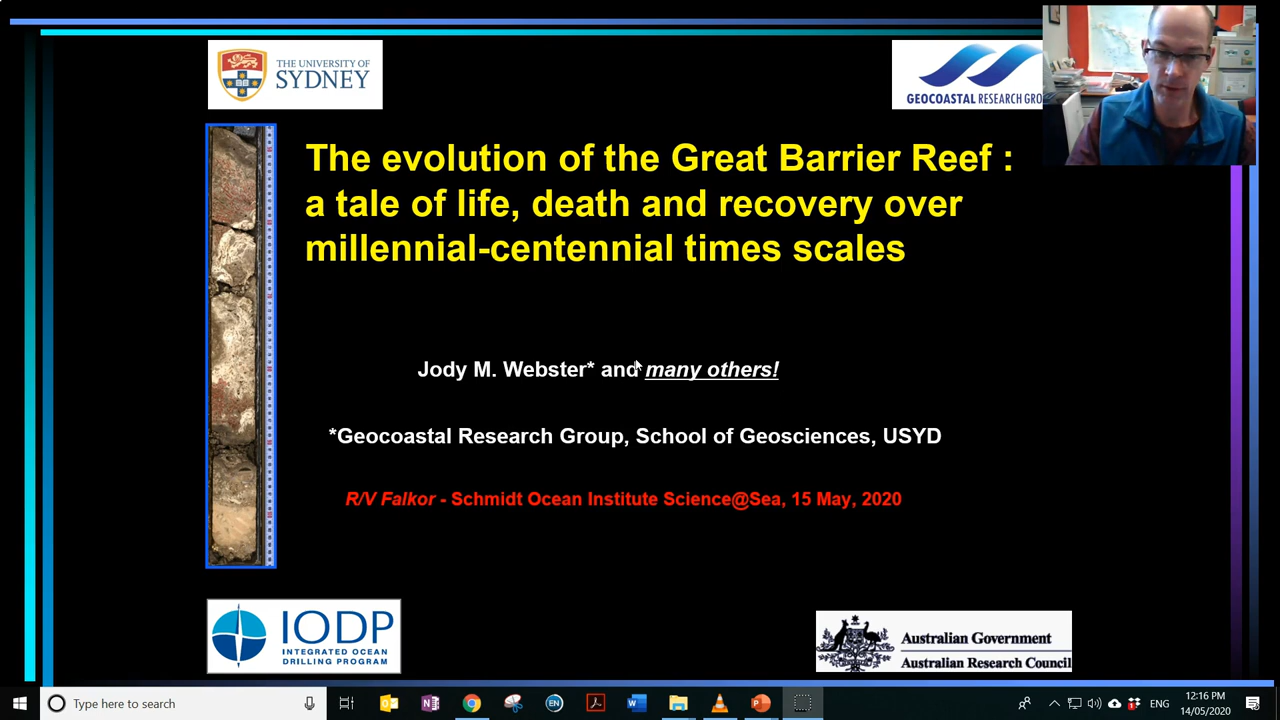 THE UNIVERSITY OF
SYDNEY
GEOCOASTAL RESEARCH
The evolution of the Great Barrier Reef :
a tale of life, death and recovery over
millennial-centennial times scales
Jody M. Webster* and many others!
*Geocoastal Research Group, School of Geosciences, USYD
R/V Falkor - Schmidt Ocean Institute Science@Sea, 15 May, 2020
IODP
INTEGRATED OCEAN
DRILLING PROGRAM
Australian Government
Australian Research Council
Type here to search
ENG
12:16 PM
14/05/2020